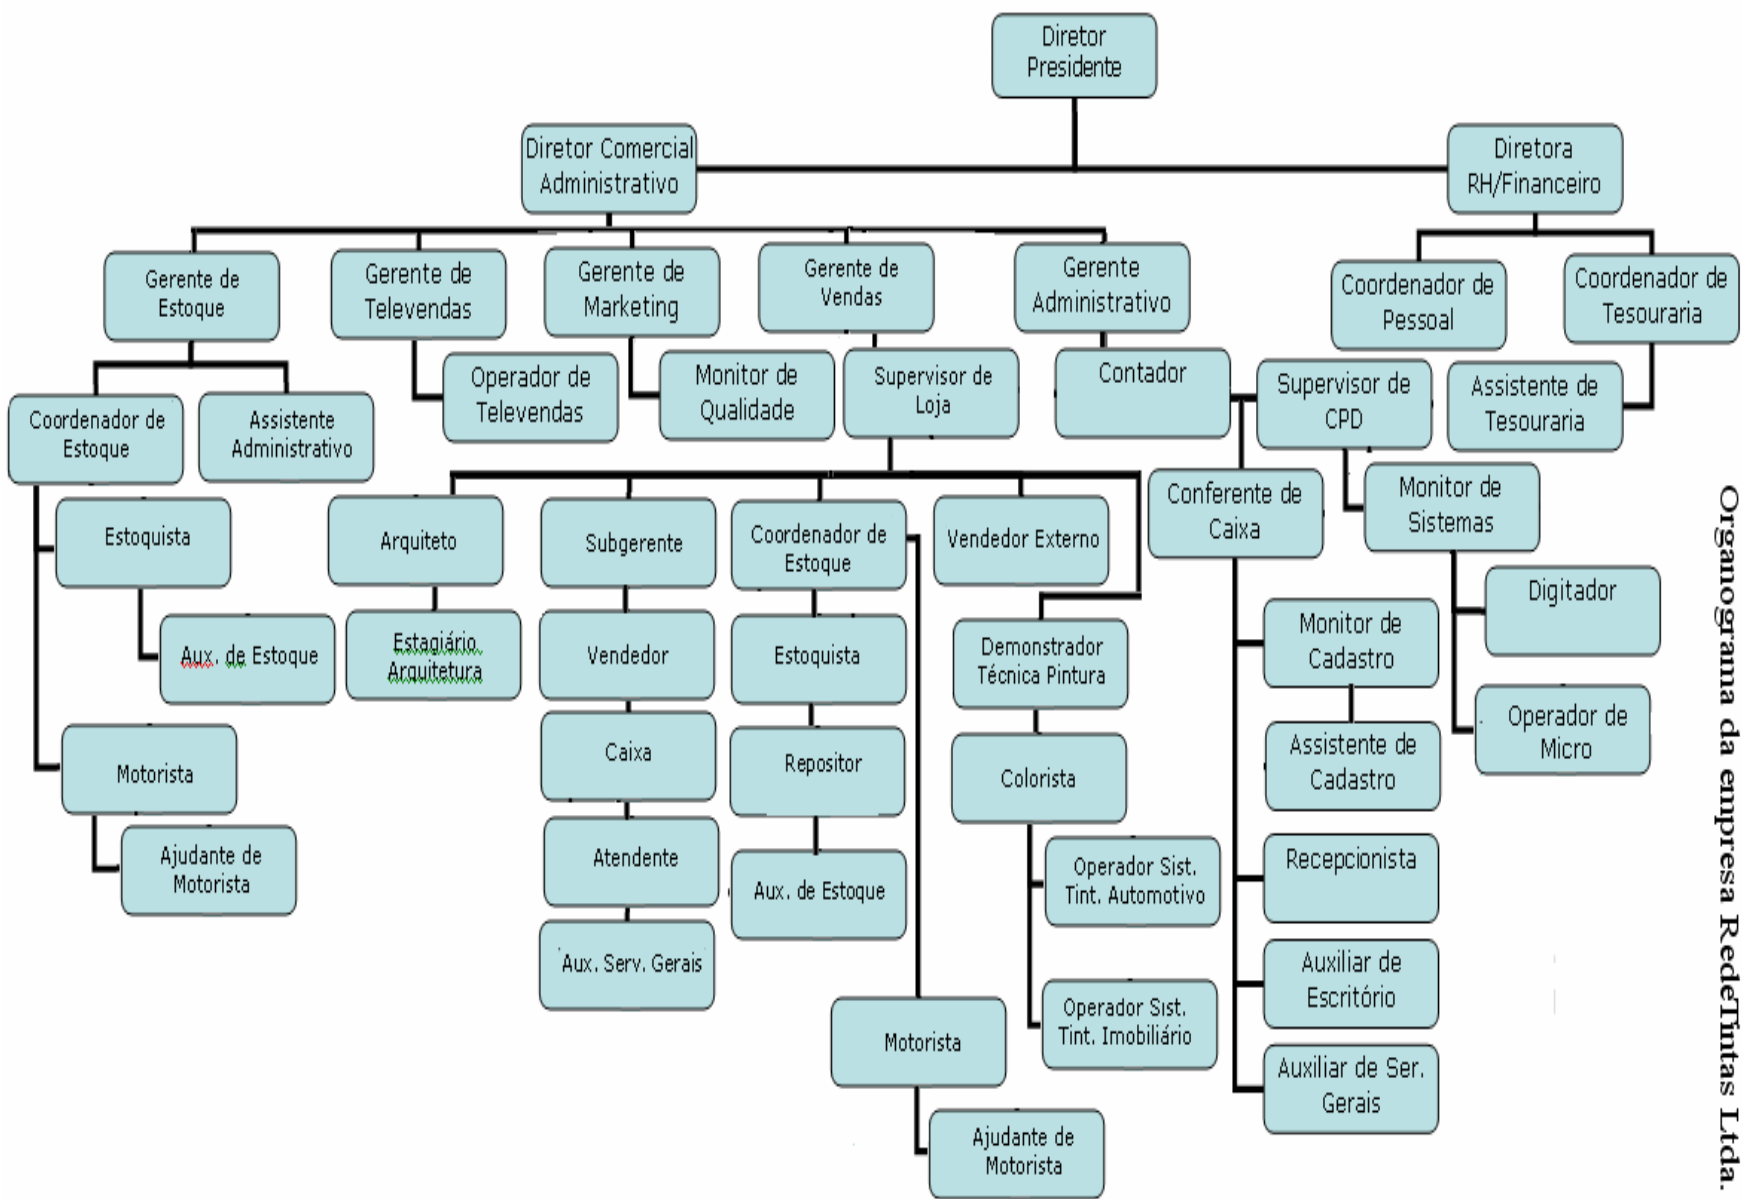 Diretor
Presidente
Diretor Comercial
Administrativo
Diretora
RH/Financeiro
Gerente de
Estoque
Gerente de
Televendas
Gerente de
Marketing
Gerente de
Vendas
Gerente
Administrativo
Coordenador de
Pessoal
Coordenador de
Tesouraria
Coordenador de
Estoque
Assistente
Administrativo
Operador de
Televendas
Monitor de
Qualidade
Supervisor de
Loja
Contador
Supervisor de
CPD
Assistente de
Tesouraria
Estoquista
Arquiteto
Subgerente
Coordenador de
Estoque
Vendedor Externo
Conferente de
Caixa
Monitor de
Sistemas
Aux. de Estoque
Estagiário
Arquitetura
Vendedor
Estoquista
Demonstrador
Técnica Pintura
Monitor de
Cadastro
Digitador
Motorista
Caixa
Repositor
Colorista
Assistente de
Cadastro
Operador de
Micro
Ajudante de
Motorista
Atendente
Aux. de Estoque
Operador Sist.
Tint. Automotivo
Recepcionista
Aux. Serv. Gerais
Operador Sist.
Tint. Imobiliário
Auxiliar de
Escritório
Motorista
Auxiliar de Ser.
Gerais
Ajudante de
Motorista
Organograma da empresa RedeTintas Ltda.